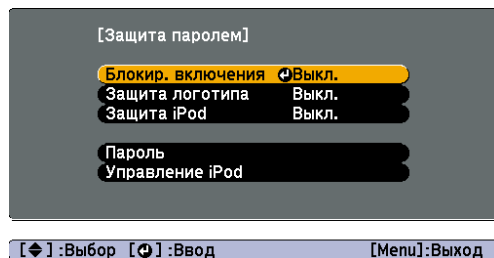 [Защита паролем]
Блокир. включения Выкл.
Защита логотипа Выкл.
Защита iPod Выкл.
Пароль
Управление iPod
[ ] :Выбор [ ] :Ввод [Menu]:Выход